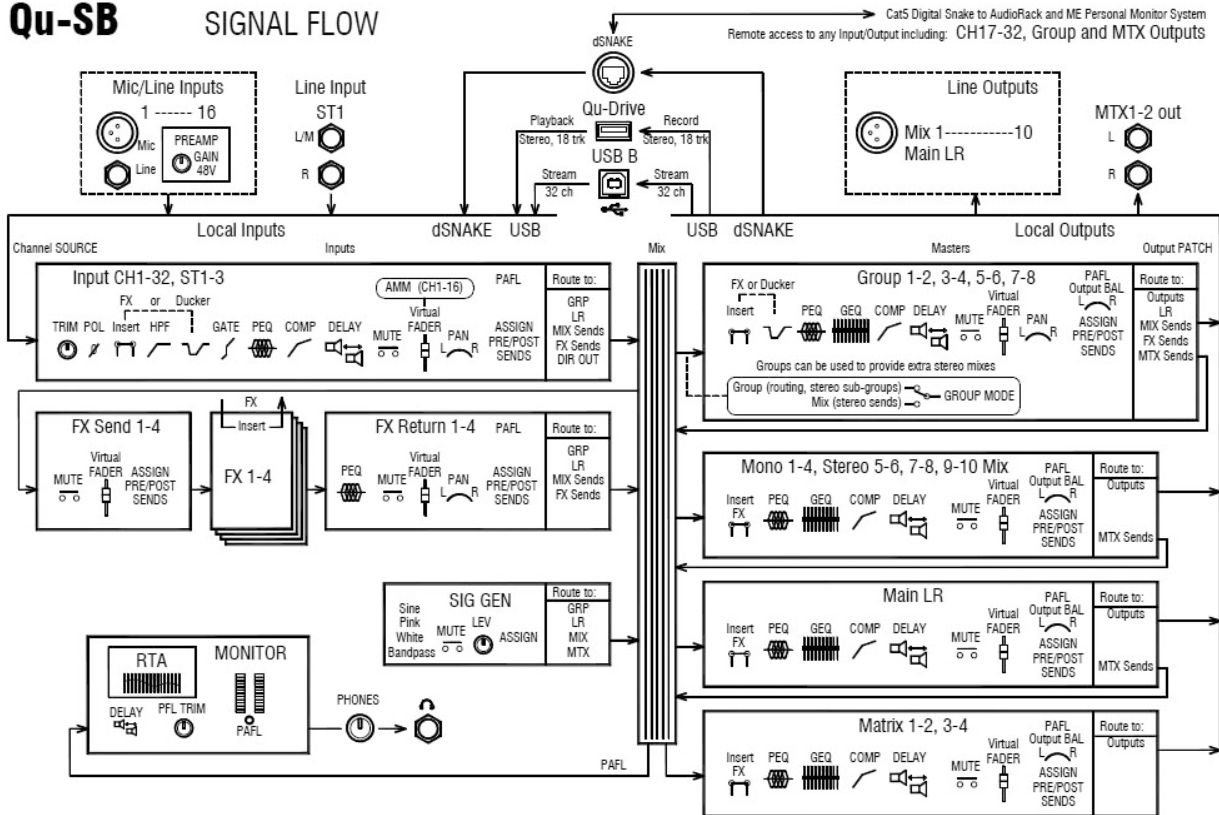 Qu-SB SIGNAL FLOW
Cat5 Digital Snake to AudioRack and ME Personal Monitor System
Remote access to any Input/Output including: CH17-32, Group and MTX Outputs
dSNAKE
Mic/Line Inputs
1 ------ 16
Mic
Line
PREAMP
GAIN
48V
Line Input
ST1
L/M
R
Qu-Drive
Playback
Stereo, 18 trk
Record
Stereo, 18 trk
USB B
Stream
32 ch
Stream
32 ch
Line Outputs
Mix 1-----------10
Main LR
MTX1-2 out
L
R
Local Inputs
dSNAKE USB
USB dSNAKE
Local Outputs
Channel SOURCE
Inputs
Mix
Masters
Output PATCH
Input CH1-32, ST1-3
FX or Ducker
AMM (CH1-16)
PAFL
TRIM POL Insert HPF GATE PEQ COMP DELAY
MUTE
Virtual
FADER
L PAN R
ASSIGN
PRE/POST
SENDS
Route to:
GRP
LR
MIX Sends
FX Sends
DIR OUT
Group 1-2, 3-4, 5-6, 7-8
FX or Ducker
Insert PEQ GEQ COMP DELAY
MUTE
Virtual
FADER
L PAN R
PAFL
Output BAL
L R
ASSIGN
PRE/POST
SENDS
Route to:
Outputs
LR
MIX Sends
FX Sends
MTX Sends
Groups can be used to provide extra stereo mixes
Group (routing, stereo sub-groups)
Mix (stereo sends)
GROUP MODE
FX Send 1-4
MUTE
Virtual
FADER
ASSIGN
PRE/POST
SENDS
FX
Insert
FX 1-4
FX Return 1-4 PAFL
PEQ
MUTE
Virtual
FADER
L PAN R
ASSIGN
PRE/POST
SENDS
Route to:
GRP
LR
MIX Sends
FX Sends
Mono 1-4, Stereo 5-6, 7-8, 9-10 Mix
Insert
FX
PEQ GEQ COMP DELAY
MUTE
Virtual
FADER
PAFL
Output BAL
L R
ASSIGN
PRE/POST
SENDS
Route to:
Outputs
MTX Sends
SIG GEN
Sine
Pink
White
Bandpass
MUTE
LEV
ASSIGN
Route to:
GRP
LR
MIX
MTX
Main LR
Insert
FX
PEQ GEQ COMP DELAY
MUTE
Virtual
FADER
PAFL
Output BAL
L R
ASSIGN
PRE/POST
SENDS
Route to:
Outputs
MTX Sends
RTA
MONITOR
DELAY
PFL TRIM
PAFL
PHONES
PAFL
Matrix 1-2, 3-4
Insert
FX
PEQ GEQ COMP DELAY
MUTE
Virtual
FADER
PAFL
Output BAL
L R
ASSIGN
PRE/POST
SENDS
Route to:
Outputs